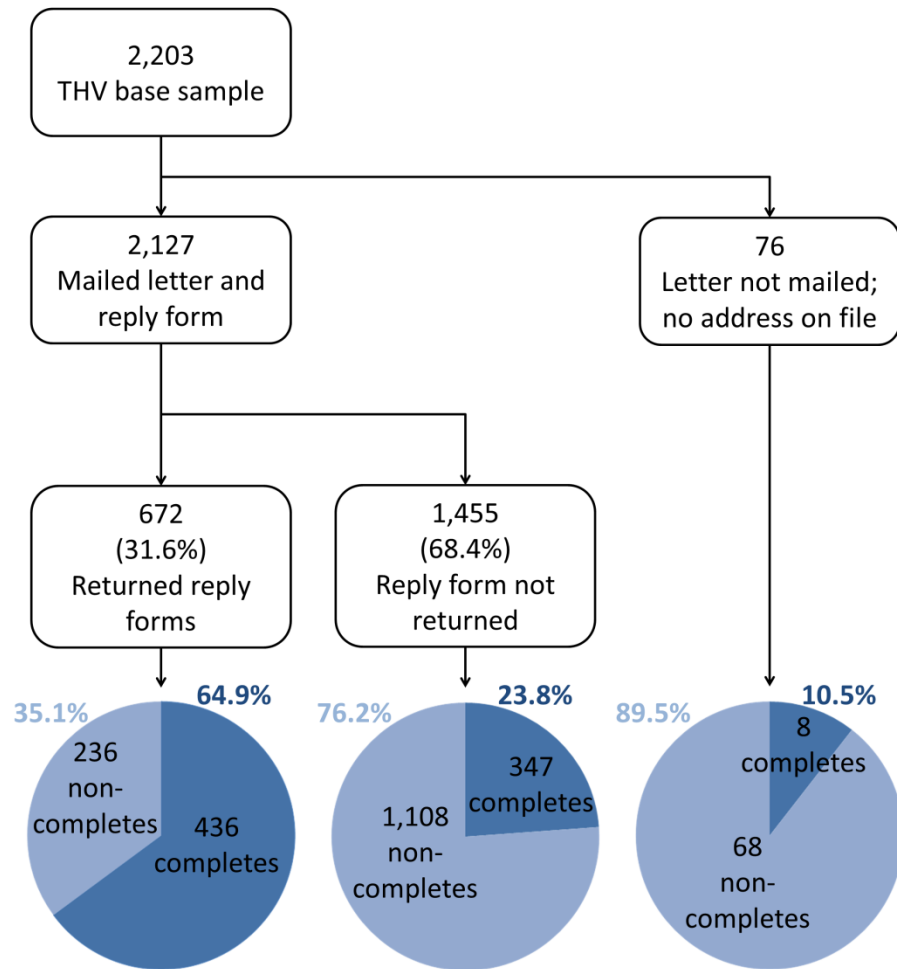 2,203
THV base sample
2,127
Mailed letter and
reply form
76
Letter not mailed;
no address on file
672
(31.6%)
Returned reply
forms
1,455
(68.4%)
Reply form not
returned
35.1%
64.9%
236
non-
completes
436
completes
76.2%
23.8%
347
completes
1,108
non-
completes
89.5%
10.5%
8
completes
68
non-
completes